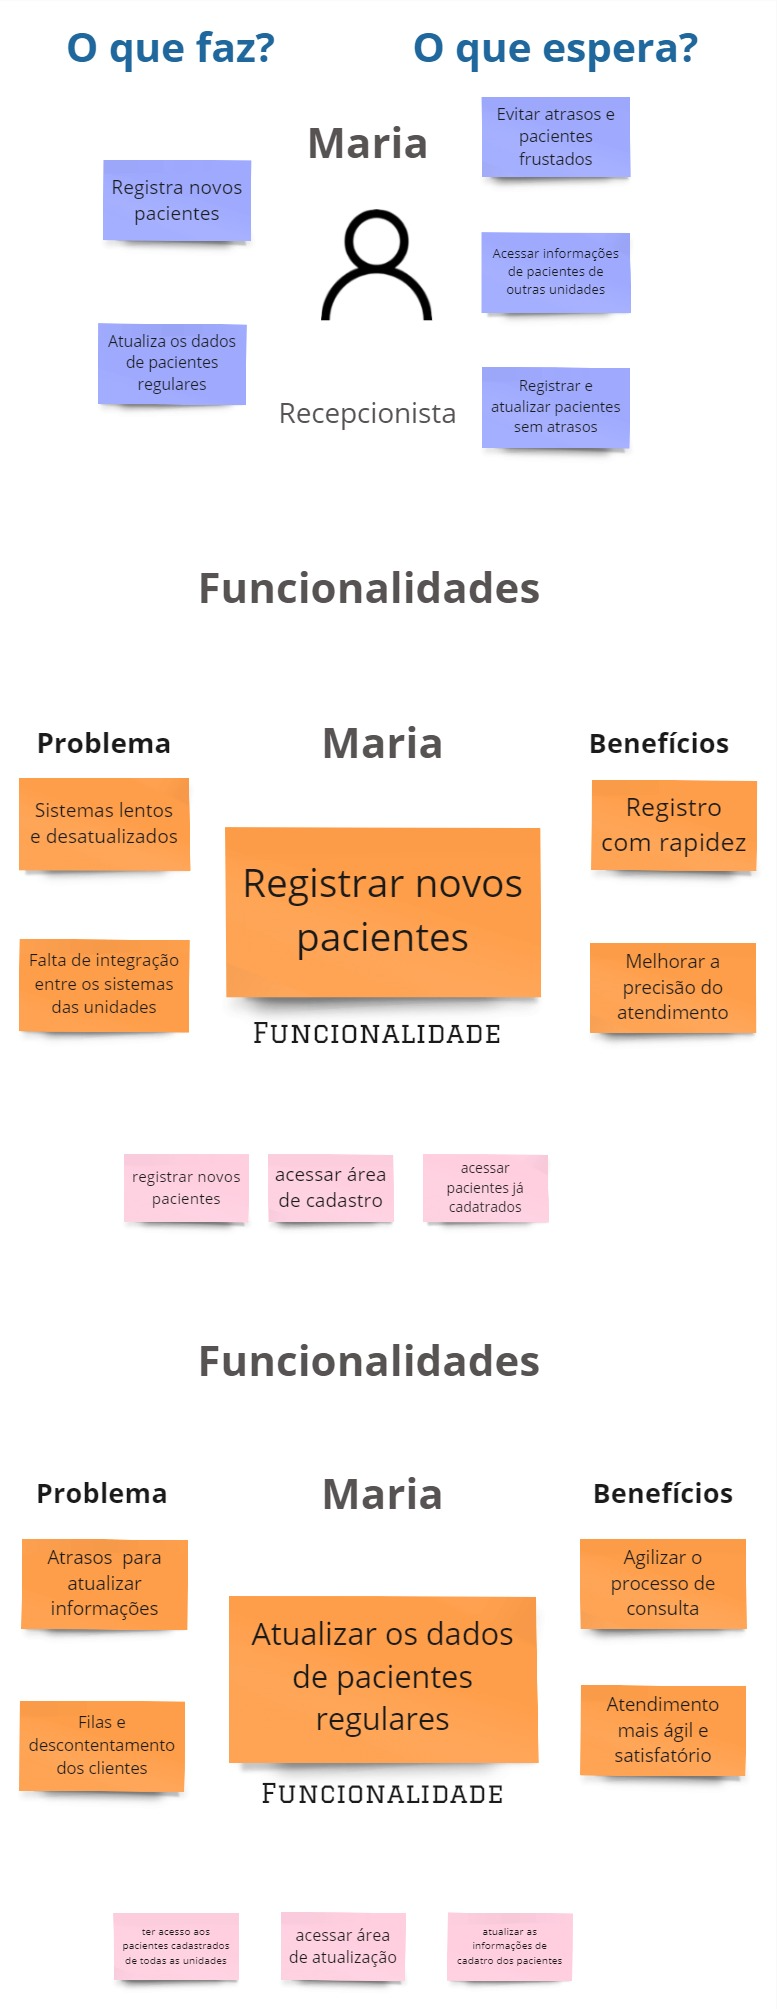 O que faz?
O que espera?
Maria
Registra novos
pacientes
Atualiza os dados
de pacientes
regulares
Recepcionista
Evitar atrasos e
pacientes
frustados
Acessar informações
de pacientes de
outras unidades
Registrar e
atualizar pacientes
sem atrasos
Funcionalidades
Problema
Maria
Benefícios
Sistemas lentos
e desatualizados
Falta de integração
entre os sistemas
das unidades
Registrar novos
pacientes
Funcionalidade
Registro
com rapidez
Melhorar a
precisão do
atendimento
registrar novos
pacientes
acessar área
de cadastro
acessar
pacientes já
cadatrados
Funcionalidades
Problema
Maria
Benefícios
Atrasos para
atualizar
informações
Filas e
descontentamento
dos clientes
Atualizar os dados
de pacientes
regulares
Funcionalidade
Agilizar o
processo de
consulta
Atendimento
mais ágil e
satisfatório
ter acesso aos
pacientes cadastrados
de todas as unidades
acessar área
de atualização
atualizar as
informações de
cadatro dos pacientes